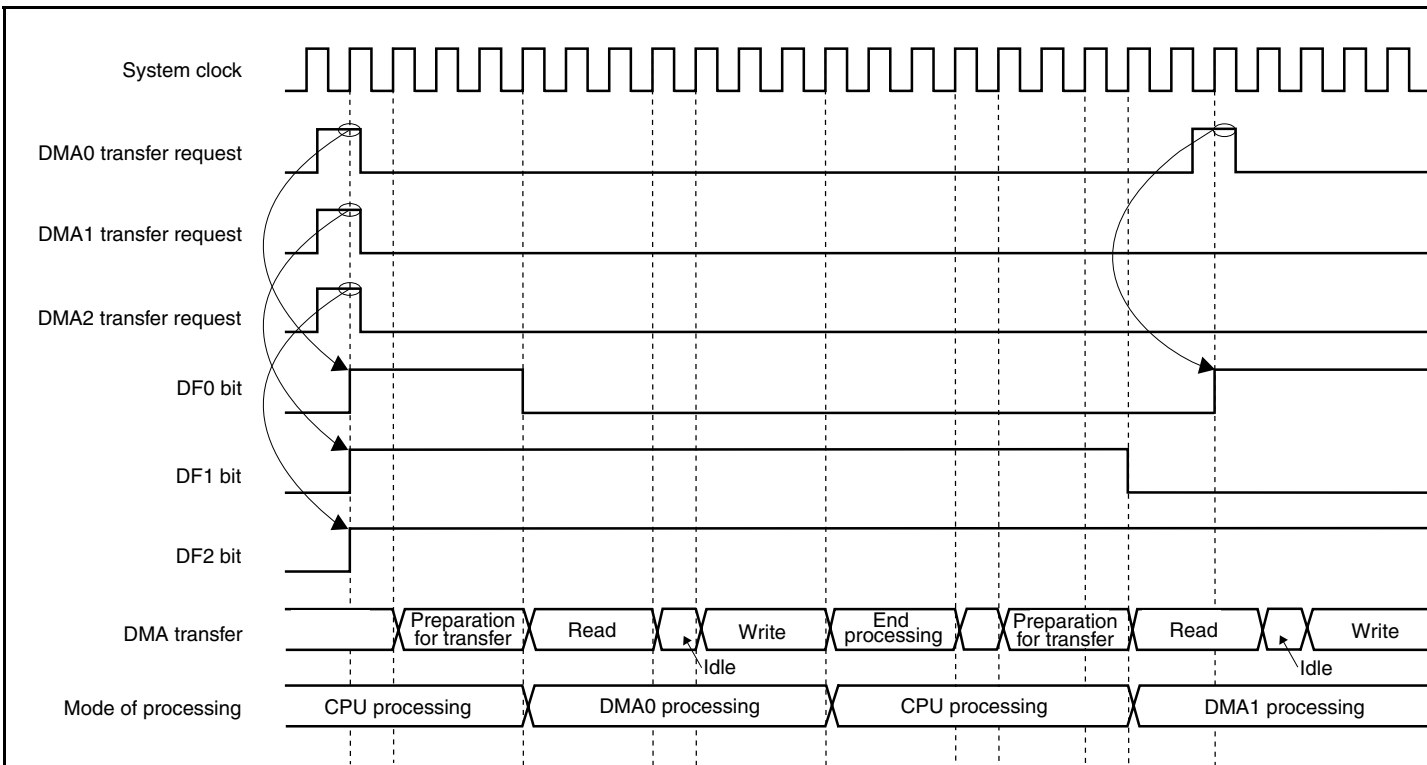 System clock
DMA0 transfer request
DMA1 transfer request
DMA2 transfer request
DF0 bit
DF1 bit
DF2 bit
DMA transfer
Preparation
for transfer
Read
Idle
Write
End
processing
Preparation
for transfer
Read
Idle
Write
Mode of processing
CPU processing
DMA0 processing
CPU processing
DMA1 processing